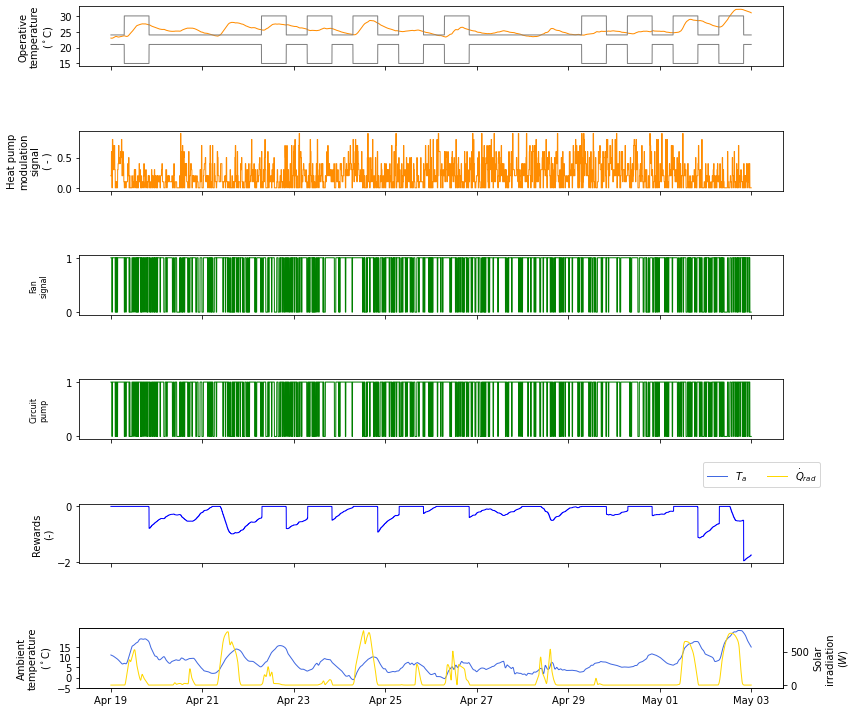 Operative
temperature
(°C)
30
25
20
15
Heat pump
modulation
signal
( - )
0.5
0.0
Fan
signal
1
0
Circuit
pump
1
0
T_a
Q̇_rad
Rewards
(-)
0
−2
Ambient
temperature
(°C)
15
10
5
0
−5
500
0
Solar
irradiation
(W)
Apr 19 Apr 21 Apr 23 Apr 25 Apr 27 Apr 29 May 01 May 03